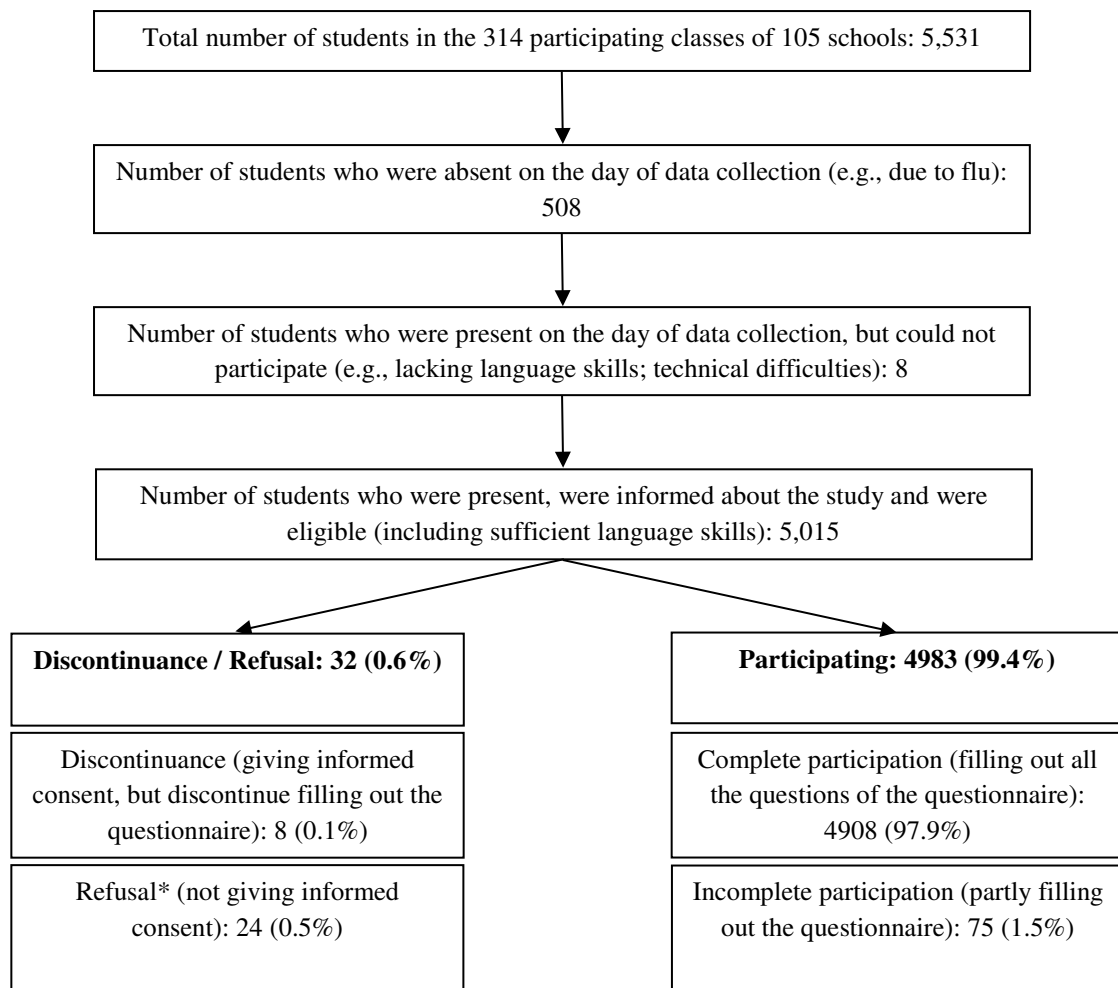 Total number of students in the 314 participating classes of 105 schools: 5,531
Number of students who were absent on the day of data collection (e.g., due to flu):
508
Number of students who were present on the day of data collection, but could not
participate (e.g., lacking language skills; technical difficulties): 8
Number of students who were present, were informed about the study and were
eligible (including sufficient language skills): 5,015
Discontinuance / Refusal: 32 (0.6%)
Discontinuance (giving informed
consent, but discontinue filling out the
questionnaire): 8 (0.1%)
Refusal* (not giving informed
consent): 24 (0.5%)
Participating: 4983 (99.4%)
Complete participation (filling out all
the questions of the questionnaire):
4908 (97.9%)
Incomplete participation (partly filling
out the questionnaire): 75 (1.5%)